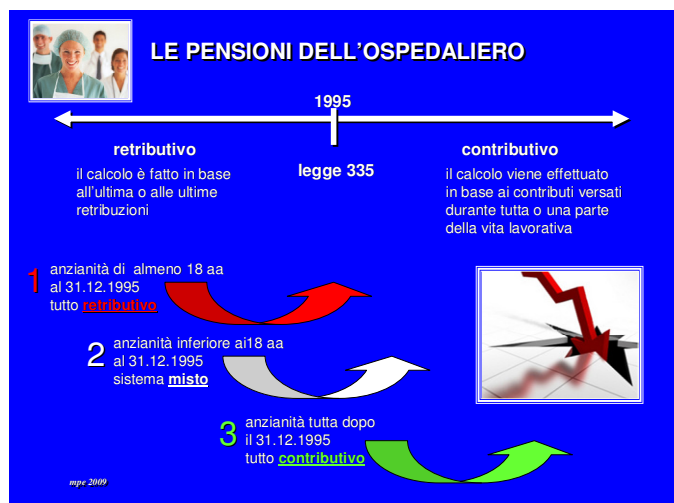 LE PENSIONI DELL'OSPEDALIERO
1995
retributivo
il calcolo è fatto in base
all'ultima o alle ultime
retribuzioni
legge 335
contributivo
il calcolo viene effettuato
in base ai contributi versati
durante tutta o una parte
della vita lavorativa
1
anzianità di almeno 18 aa
al 31.12.1995
tutto retributivo
2
anzianità inferiore ai18 aa
al 31.12.1995
sistema misto
3
anzianità tutta dopo
il 31.12.1995
tutto contributivo
mpe 2009